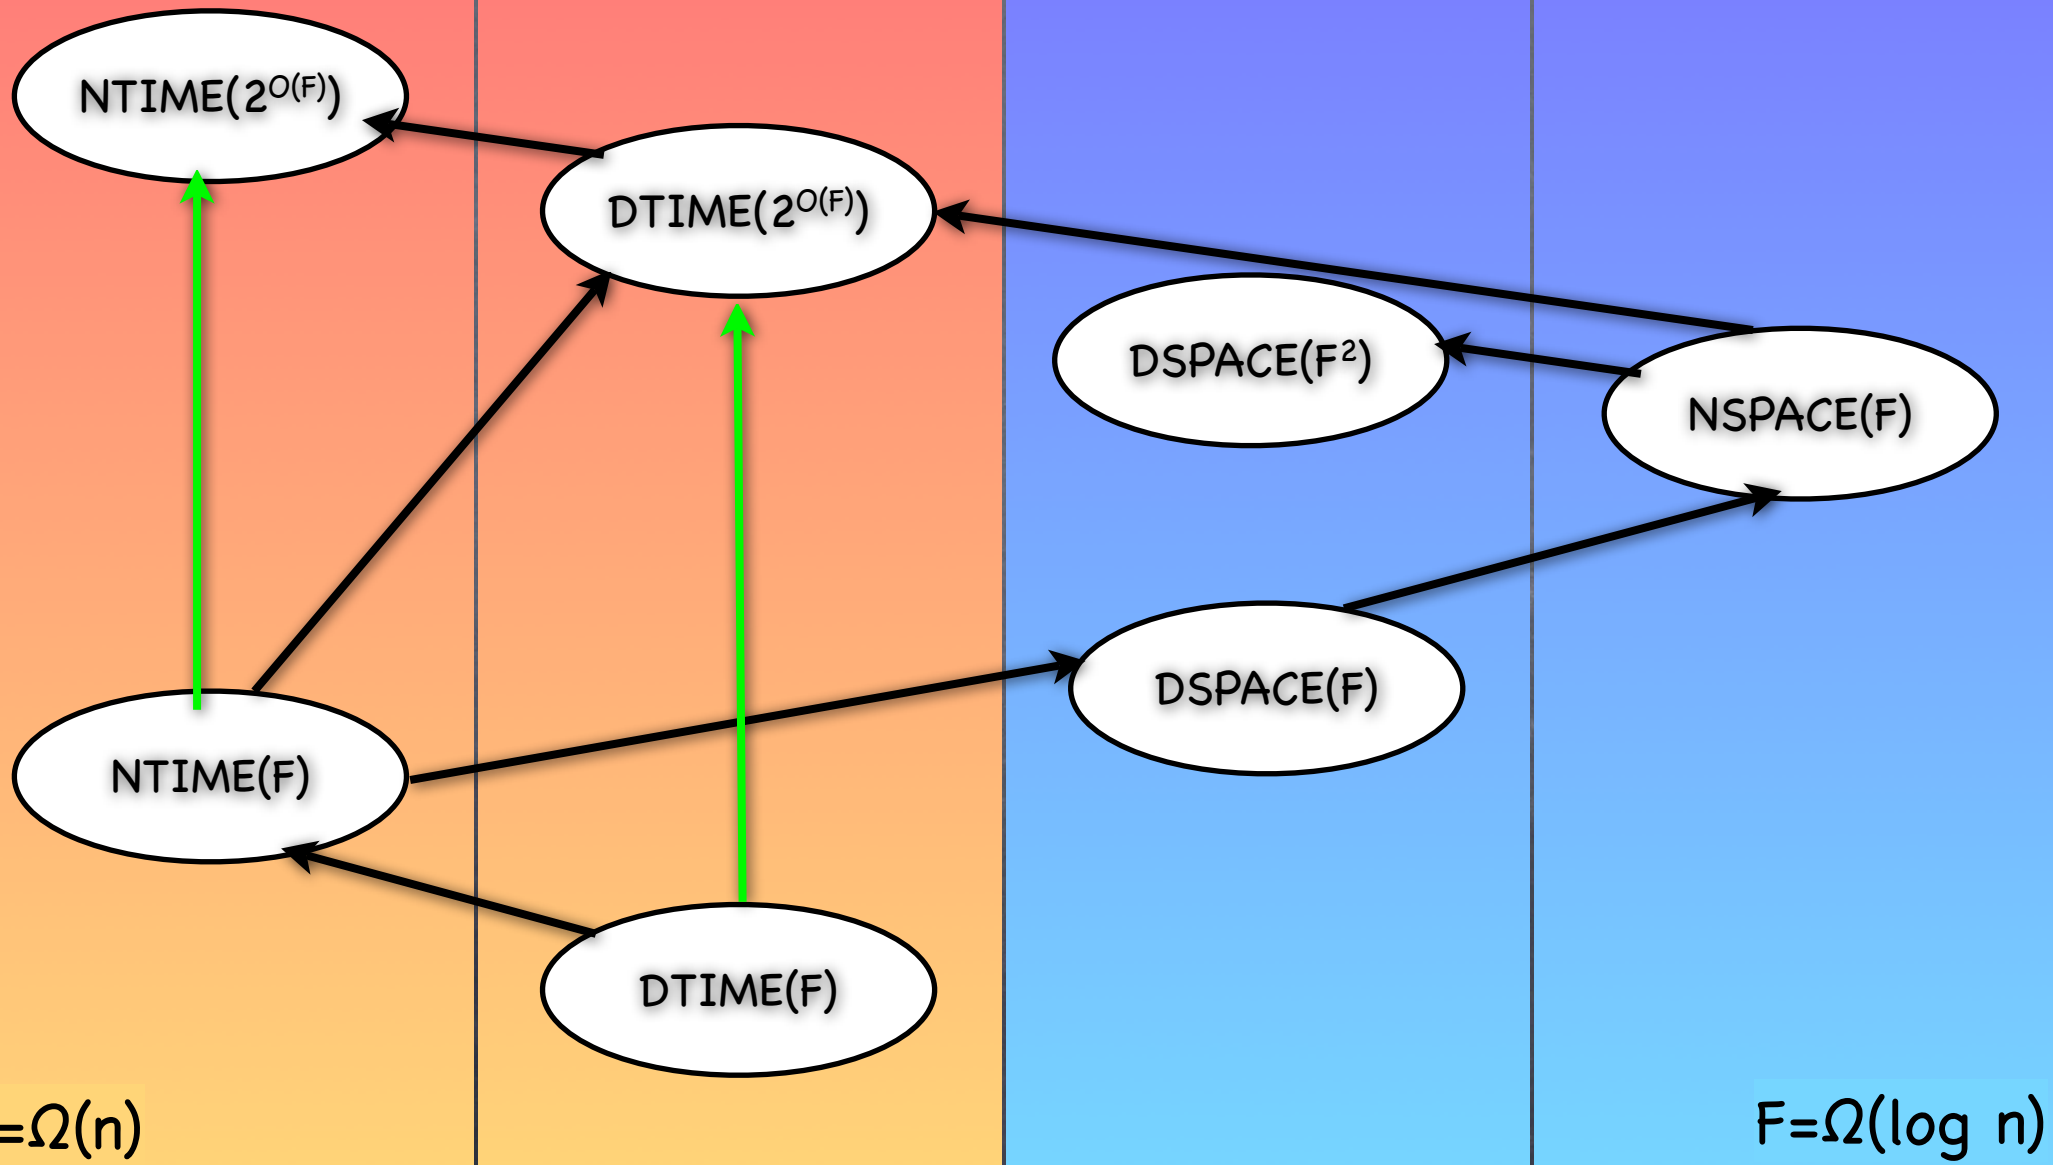 NTIME(2^O(F))
DTIME(2^O(F))
DSPACE(F²)
NSPACE(F)
DSPACE(F)
NTIME(F)
DTIME(F)
=Ω(n)
F=Ω(log n)